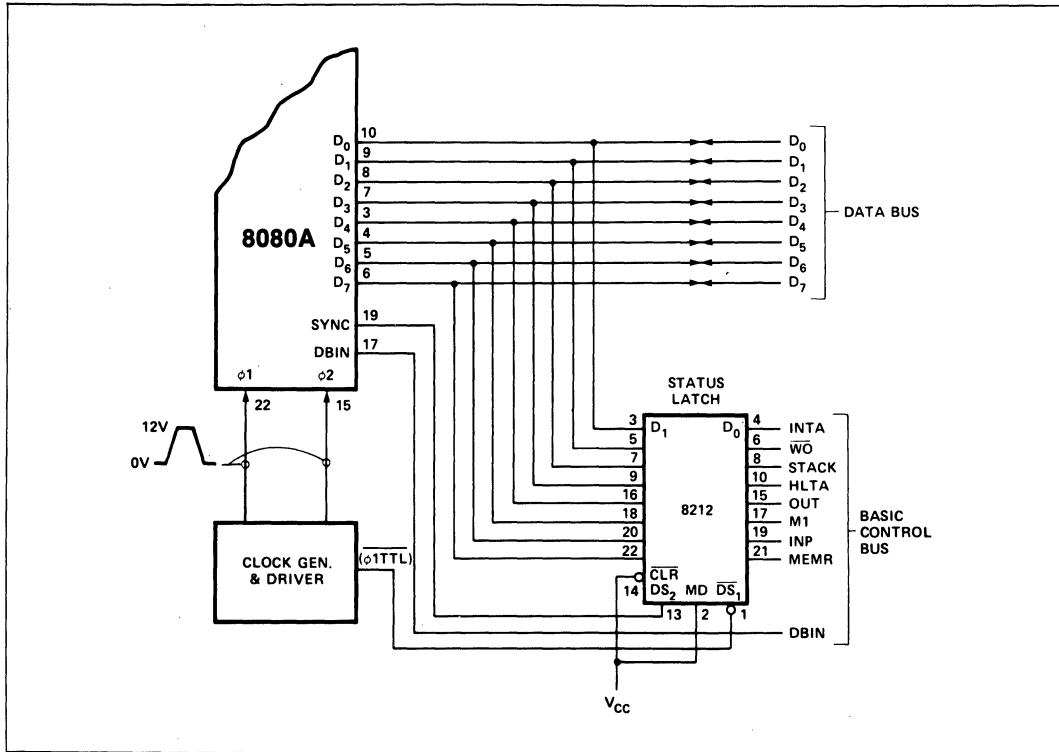 10
D0
D0
9
D1
D1
8
D2
D2
7
D3
D3
3
D4
D4
4
D5
D5
5
D6
D6
6
D7
D7
8080A
DATA BUS
SYNC
19
DBIN
17
φ1
φ2
22
15
12V
0V
CLOCK GEN.
& DRIVER
(φ1TTL)
STATUS
LATCH
3
D1
D0
4
INTA
5
6
WO
7
8
STACK
9
10
HLTA
16
15
OUT
18
8212
17
M1
20
19
INP
22
21
MEMR
BASIC
CONTROL
BUS
CLR
14
DS2
MD
DS1
13
2
1
DBIN
VCC